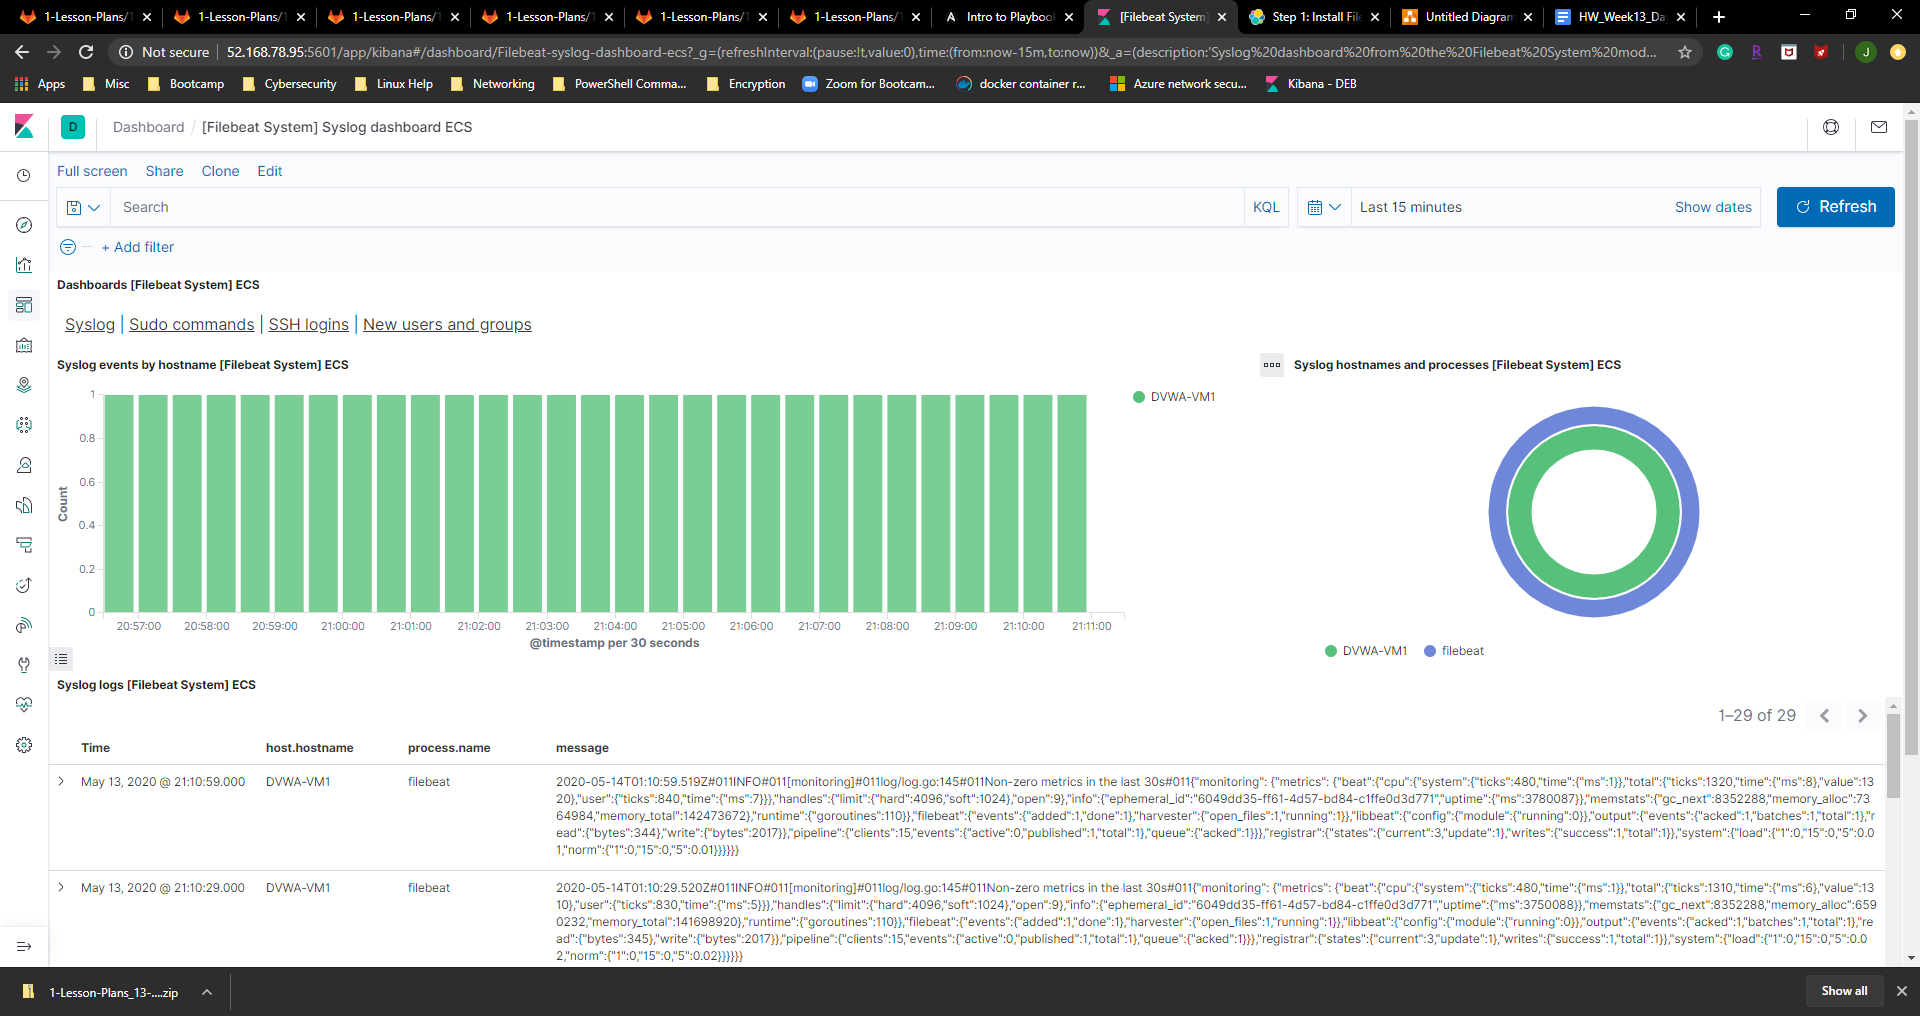 1-Lesson-Plans/1
1-Lesson-Plans/1
1-Lesson-Plans/1
1-Lesson-Plans/1
1-Lesson-Plans/1
1-Lesson-Plans/1
Intro to Playboo
[Filebeat System]
Step 1: Install Fil
Untitled Diagram
HW_Week13_Da
Not secure
52.168.78.95:5601/app/kibana#/dashboard/Filebeat-syslog-dashboard-ecs?_g=(refreshInterval:(pause:!t,value:0),time:(from:now-15m,to:now))&_a=(description:'Syslog%20dashboard%20from%20the%20Filebeat%20System%20mod...
Apps
Misc
Bootcamp
Cybersecurity
Linux Help
Networking
PowerShell Comma...
Encryption
Zoom for Bootcam...
docker container r...
Azure network secu...
Kibana - DEB
D
Dashboard / [Filebeat System] Syslog dashboard ECS
Full screen
Share
Clone
Edit
Search
KQL
Last 15 minutes
Show dates
Refresh
+ Add filter
Dashboards [Filebeat System] ECS
Syslog | Sudo commands | SSH logins | New users and groups
Syslog events by hostname [Filebeat System] ECS
1
0.8
0.6
0.4
0.2
0
Count
20:57:00 20:58:00 20:59:00 21:00:00 21:01:00 21:02:00 21:03:00 21:04:00 21:05:00 21:06:00 21:07:00 21:08:00 21:09:00 21:10:00 21:11:00
@timestamp per 30 seconds
DVWA-VM1
Syslog hostnames and processes [Filebeat System] ECS
DVWA-VM1
filebeat
Syslog logs [Filebeat System] ECS
1–29 of 29
Time
host.hostname
process.name
message
May 13, 2020 @ 21:10:59.000
DVWA-VM1
filebeat
2020-05-14T01:10:59.519Z#011INFO#011[monitoring]#011log/log.go:145#011Non-zero metrics in the last 30s#011{"monitoring": {"metrics": {"beat":{"cpu":{"system":{"ticks":480,"time":{"ms":1}},"total":{"ticks":1320,"time":{"ms":8},"value":13
20},"user":{"ticks":840,"time":{"ms":7}}},"handles":{"limit":{"hard":4096,"soft":1024},"open":9},"info":{"ephemeral_id":"6049dd35-ff61-4d57-bd84-c1ffe0d3d771","uptime":{"ms":3780087}},"memstats":{"gc_next":8352288,"memory_alloc":7
364984,"memory_total":142473672},"runtime":{"goroutines":110}},"filebeat":{"events":{"added":1,"done":1},"harvester":{"open_files":1,"running":1}},"libbeat":{"config":{"module":{"running":0}},"output":{"events":{"acked":1,"batches":1,"total":1},"r
ead":{"bytes":344},"write":{"bytes":2017}},"pipeline":{"clients":15,"events":{"active":0,"published":1,"total":1},"queue":{"acked":1}}},"registrar":{"states":{"current":3,"update":1},"writes":{"success":1,"total":1}},"system":{"load":{"1":0,"15":0,"5":0.0
1,"norm":{"1":0,"15":0,"5":0.01}}}}}}
May 13, 2020 @ 21:10:29.000
DVWA-VM1
filebeat
2020-05-14T01:10:29.520Z#011INFO#011[monitoring]#011log/log.go:145#011Non-zero metrics in the last 30s#011{"monitoring": {"metrics": {"beat":{"cpu":{"system":{"ticks":480,"time":{"ms":1}},"total":{"ticks":1310,"time":{"ms":6},"value":13
10},"user":{"ticks":830,"time":{"ms":5}}},"handles":{"limit":{"hard":4096,"soft":1024},"open":9},"info":{"ephemeral_id":"6049dd35-ff61-4d57-bd84-c1ffe0d3d771","uptime":{"ms":3750088}},"memstats":{"gc_next":8352288,"memory_alloc":659
0232,"memory_total":141698920},"runtime":{"goroutines":110}},"filebeat":{"events":{"added":1,"done":1},"harvester":{"open_files":1,"running":1}},"libbeat":{"config":{"module":{"running":0}},"output":{"events":{"acked":1,"batches":1,"total":1},"re
ad":{"bytes":345},"write":{"bytes":2017}},"pipeline":{"clients":15,"events":{"active":0,"published":1,"total":1},"queue":{"acked":1}}},"registrar":{"states":{"current":3,"update":1},"writes":{"success":1,"total":1}},"system":{"load":{"1":0,"15":0,"5":0.0
2,"norm":{"1":0,"15":0,"5":0.02}}}}}}
1-Lesson-Plans_13-....zip
Show all